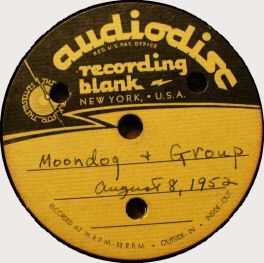 audiodisc
REG. U.S. PAT. OFFICE
recording
blank
NEW YORK, • U.S.A.
Moondog + Group
August 8, 1952
RECORDED AT 78 R.P.M.- 33 R.P.M. • OUTSIDE-IN • INSIDE-OUT